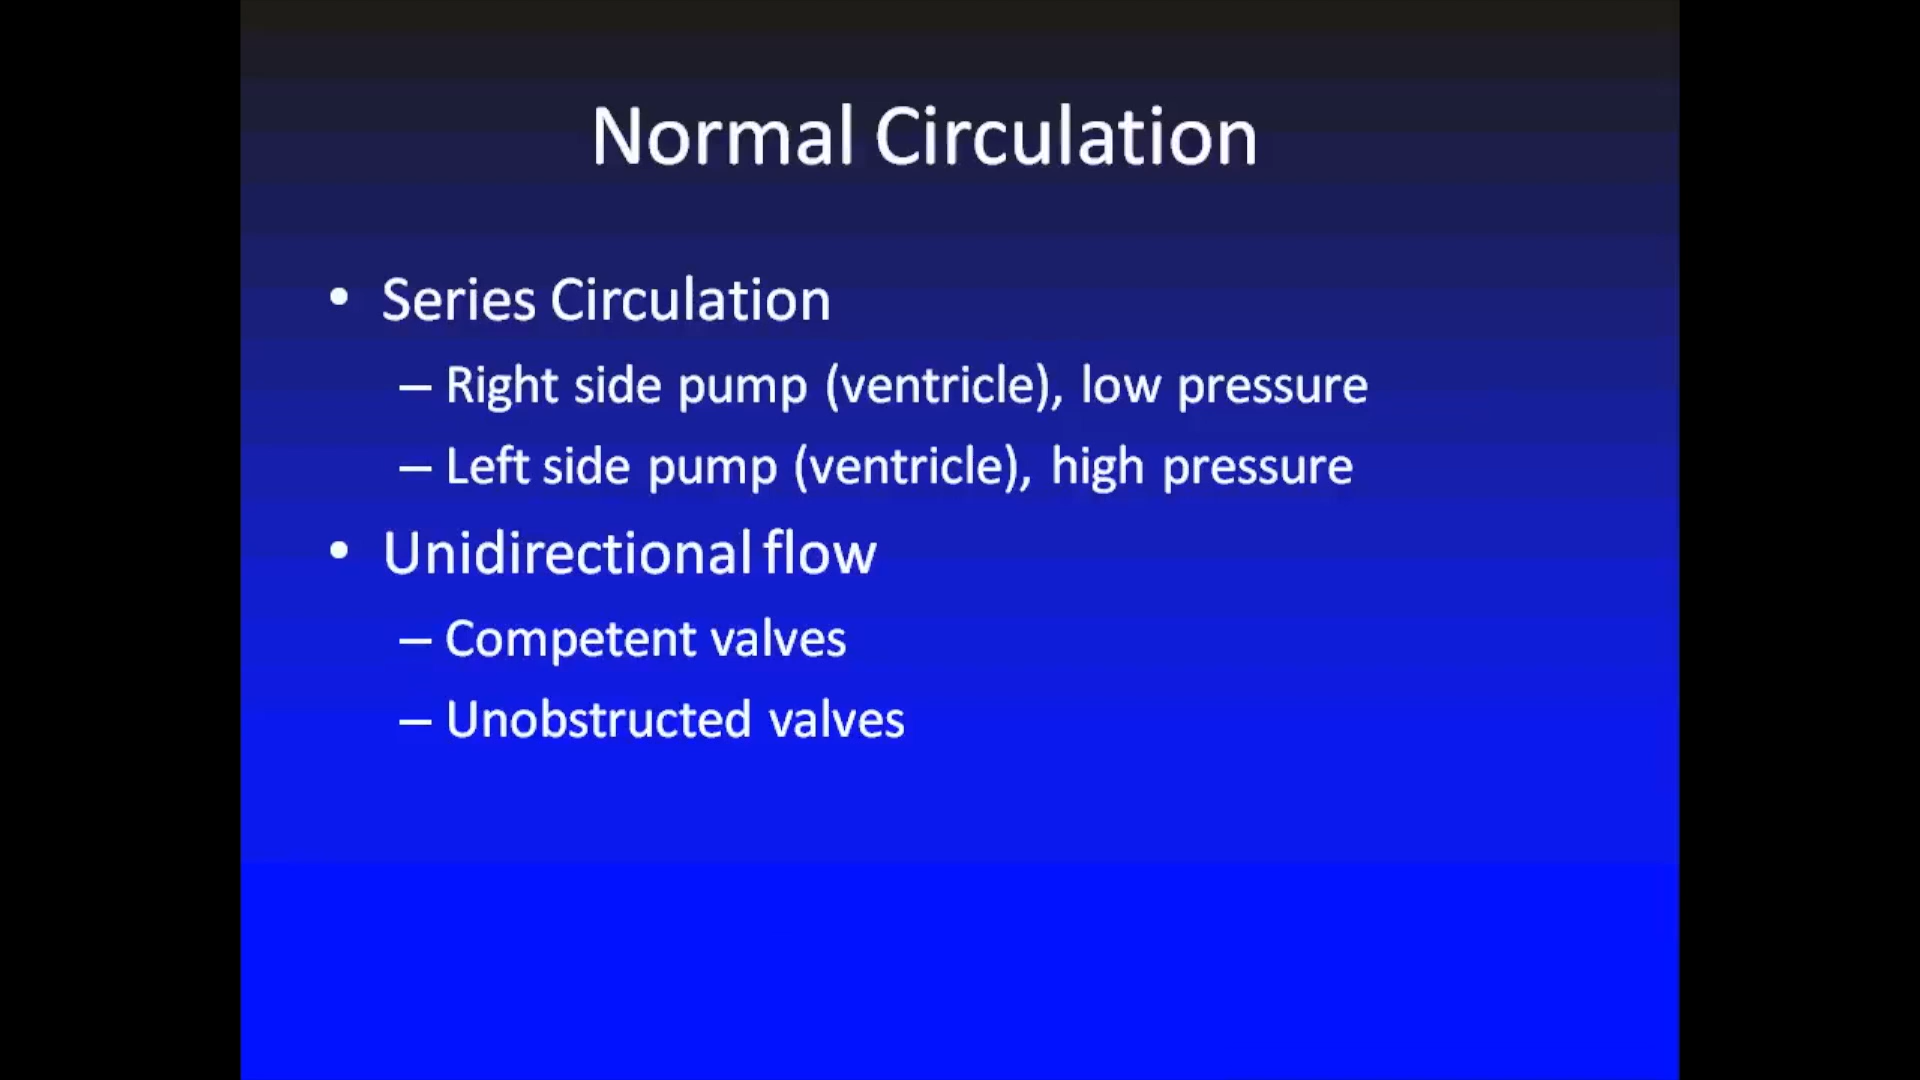 Normal Circulation
• Series Circulation
– Right side pump (ventricle), low pressure
– Left side pump (ventricle), high pressure
• Unidirectional flow
– Competent valves
– Unobstructed valves